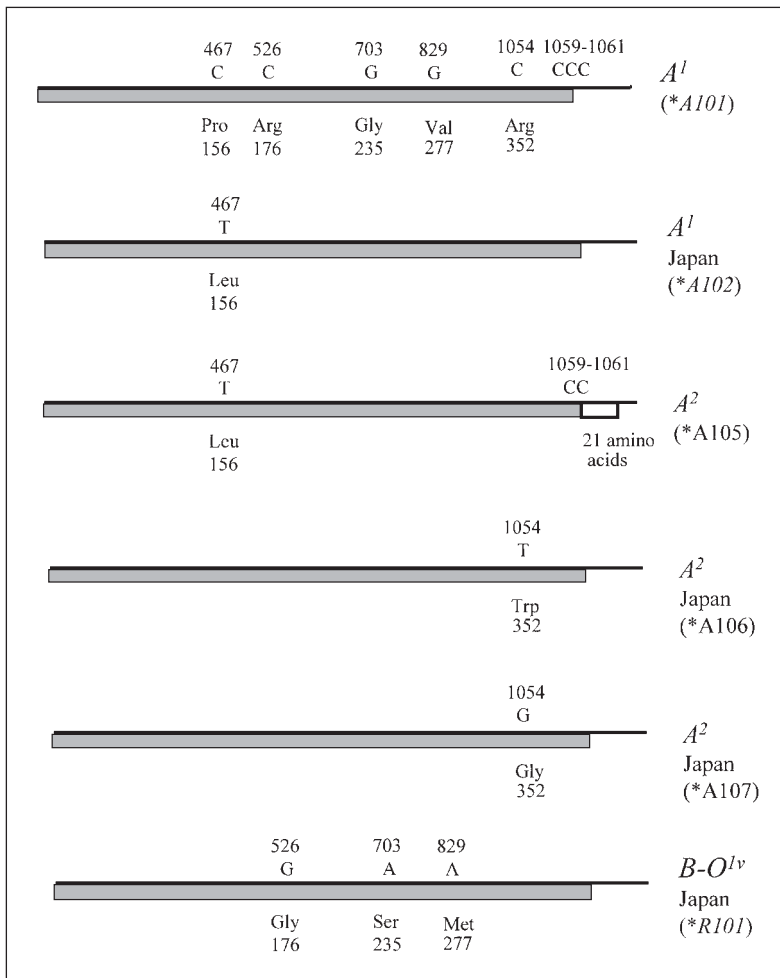 467 526 703 829 1054 1059-1061
C C G G C CCC
A¹
(*A101)
Pro Arg Gly Val Arg
156 176 235 277 352
467
T
A¹
Japan
(*A102)
Leu
156
467 1059-1061
T CC
A²
(*A105)
Leu
156
21 amino
acids
1054
T
A²
Japan
(*A106)
Trp
352
1054
G
A²
Japan
(*A107)
Gly
352
526 703 829
G A A
B-O¹ᵛ
Japan
(*R101)
Gly Ser Met
176 235 277